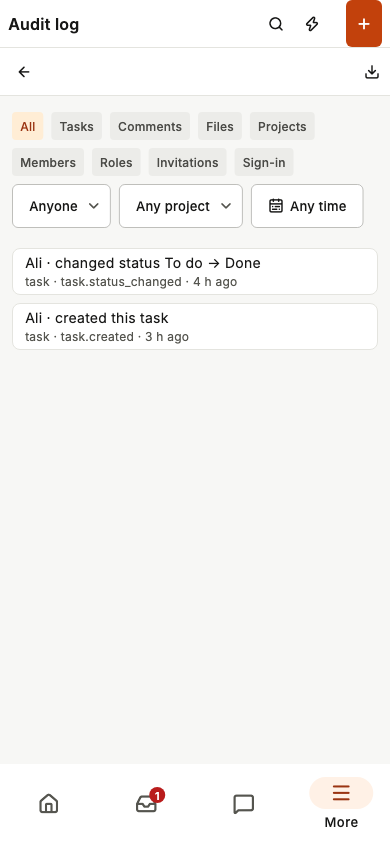 Audit log
All Tasks Comments Files Projects
Members Roles Invitations Sign-in
Anyone Any project Any time
Ali · changed status To do → Done
task · task.status_changed · 4 h ago
Ali · created this task
task · task.created · 3 h ago
1
More